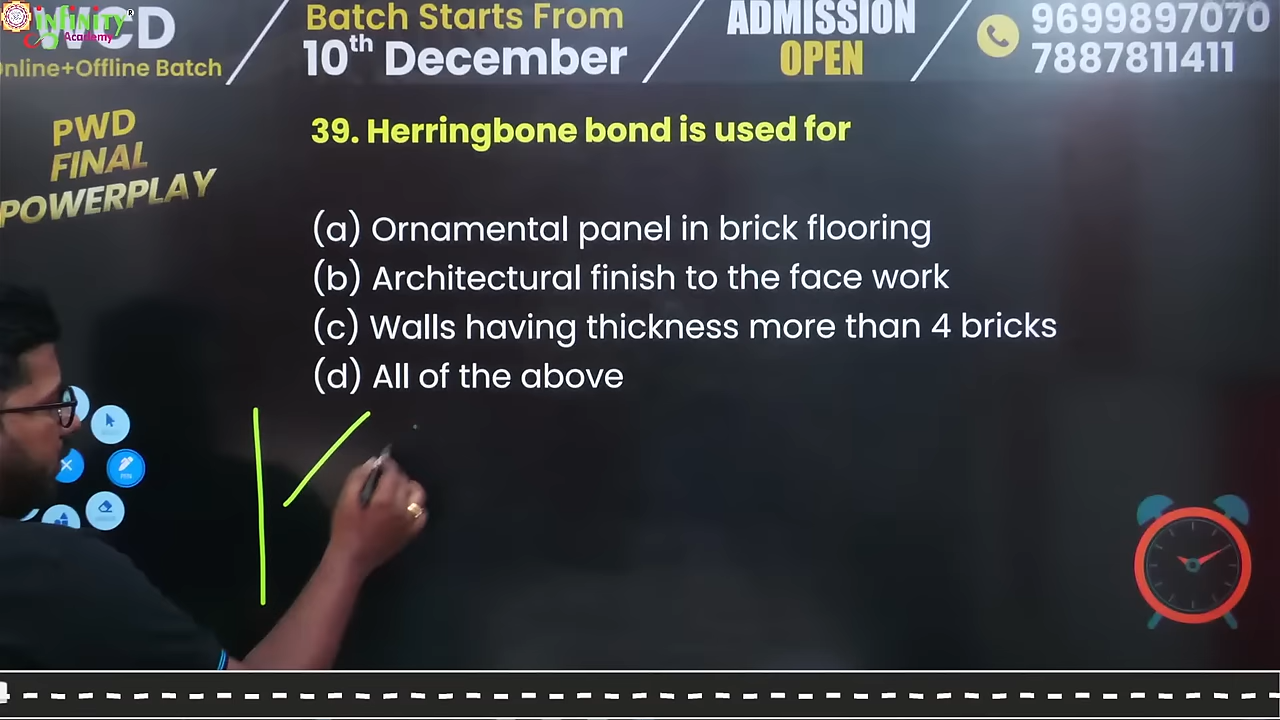 infinity
Academy
CD
Online+Offline Batch
Batch Starts From
10th December
ADMISSION
OPEN
9699897070
7887811411
PWD
FINAL
POWERPLAY
39. Herringbone bond is used for
(a) Ornamental panel in brick flooring
(b) Architectural finish to the face work
(c) Walls having thickness more than 4 bricks
(d) All of the above
PEN